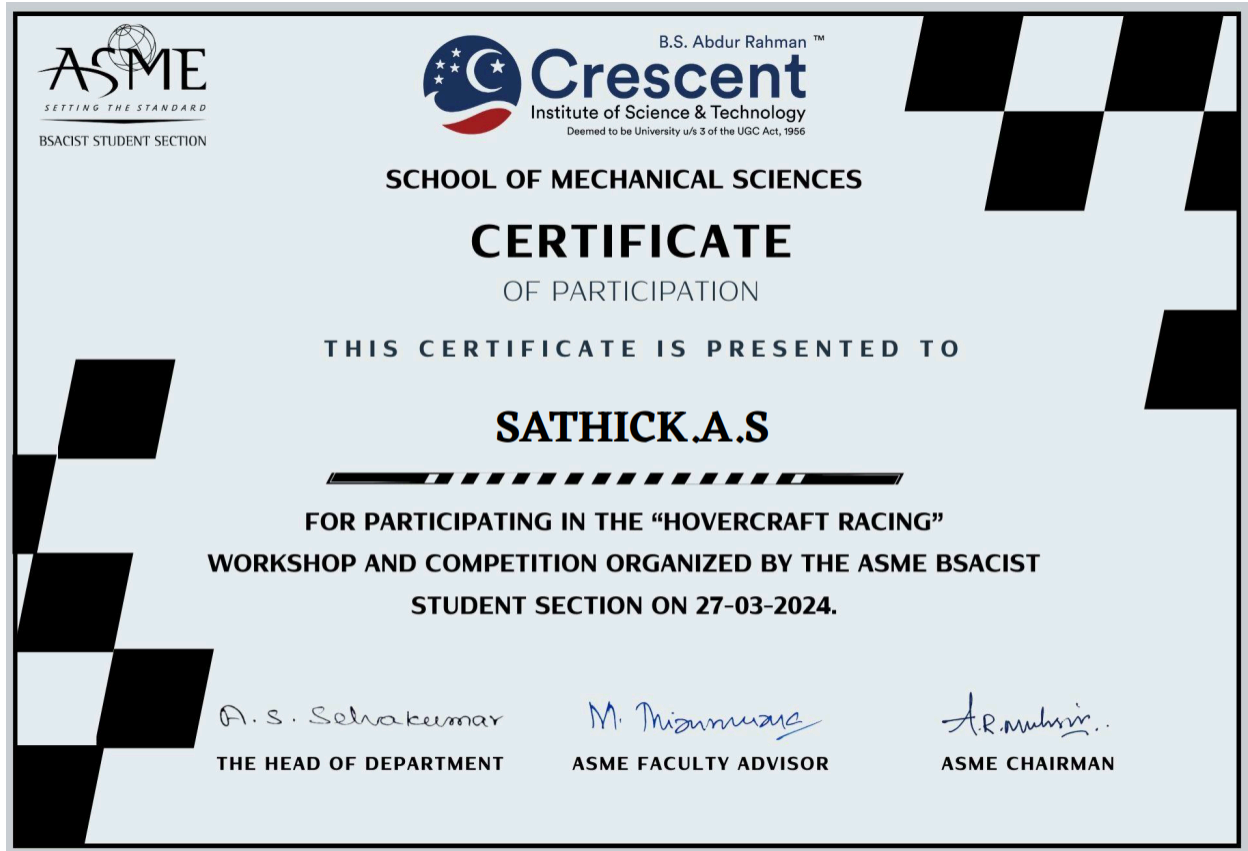 ASME
SETTING THE STANDARD
BSACIST STUDENT SECTION
B.S. Abdur Rahman ™
Crescent
Institute of Science & Technology
Deemed to be University u/s 3 of the UGC Act, 1956
SCHOOL OF MECHANICAL SCIENCES
CERTIFICATE
OF PARTICIPATION
THIS CERTIFICATE IS PRESENTED TO
SATHICK.A.S
FOR PARTICIPATING IN THE “HOVERCRAFT RACING”
WORKSHOP AND COMPETITION ORGANIZED BY THE ASME BSACIST
STUDENT SECTION ON 27-03-2024.
A. S. Selvakumar M. A.R.
THE HEAD OF DEPARTMENT ASME FACULTY ADVISOR ASME CHAIRMAN